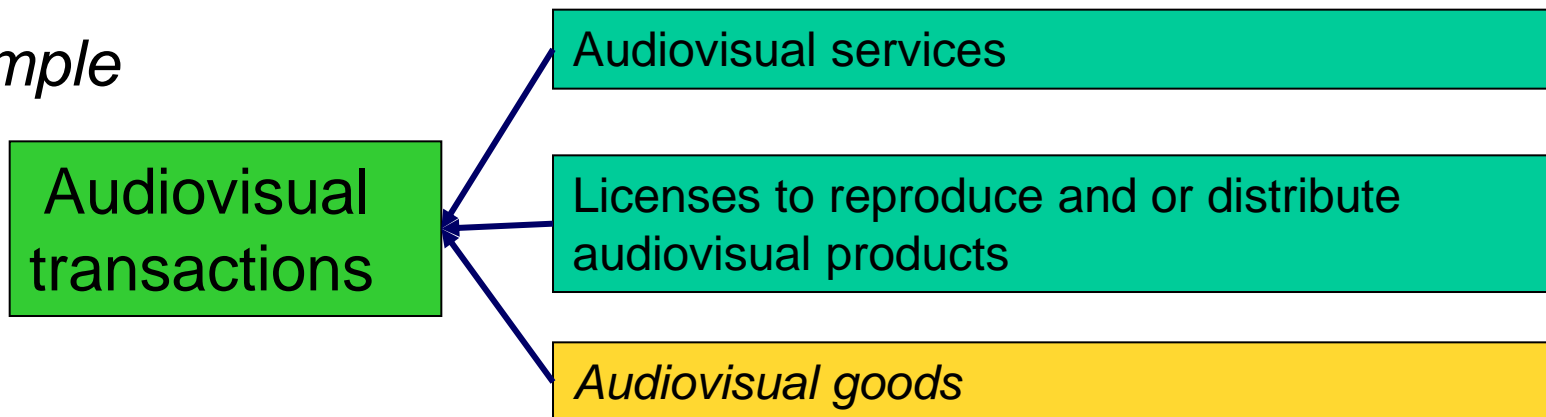 mple
Audiovisual services
Audiovisual
transactions
Licenses to reproduce and or distribute
audiovisual products
Audiovisual goods